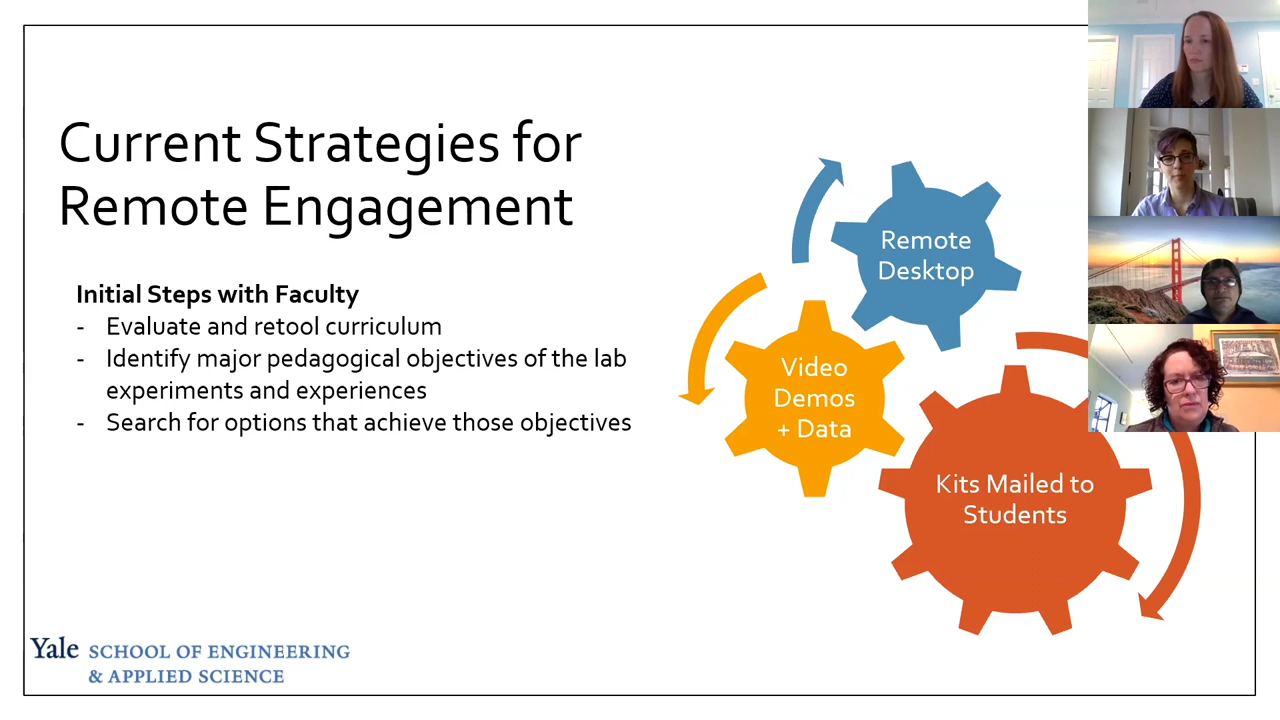 Current Strategies for
Remote Engagement
Initial Steps with Faculty
- Evaluate and retool curriculum
- Identify major pedagogical objectives of the lab
experiments and experiences
- Search for options that achieve those objectives
Remote
Desktop
Video
Demos
+ Data
Kits Mailed to
Students
Yale SCHOOL OF ENGINEERING
& APPLIED SCIENCE